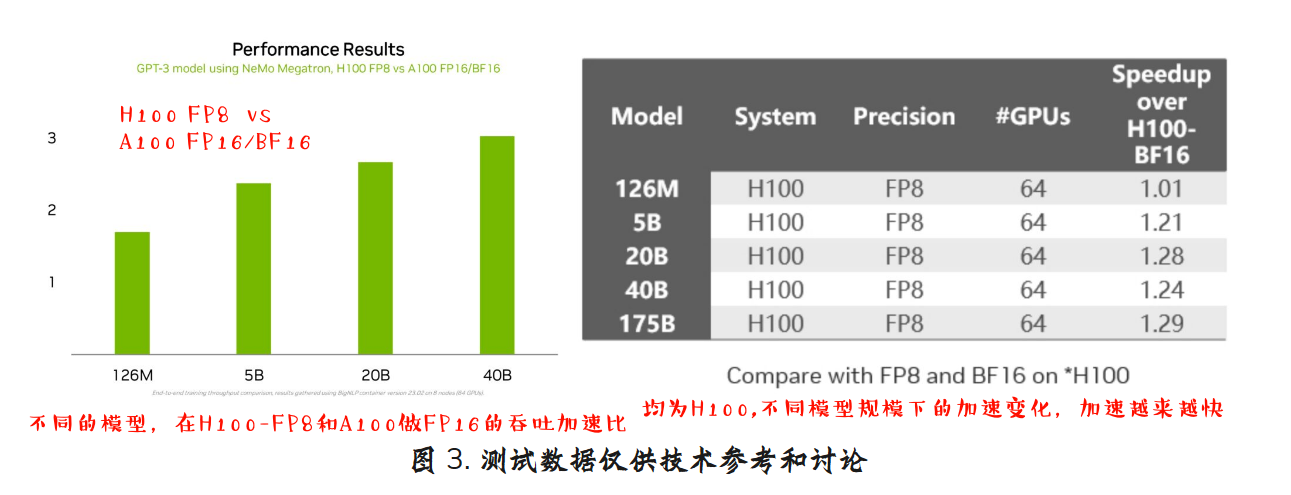 Performance Results
GPT-3 model using NeMo Megatron, H100 FP8 vs A100 FP16/BF16
H100 FP8 vs
A100 FP16/BF16
3
2
1
126M 5B 20B 40B
End-to-end training throughput comparison, results gathered using BigNLP container version 23.02 on 8 nodes (64 GPUs)
不同的模型，在H100-FP8和A100做FP16的吞吐加速比
Model System Precision #GPUs Speedup
over
H100-
BF16
126M H100 FP8 64 1.01
5B H100 FP8 64 1.21
20B H100 FP8 64 1.28
40B H100 FP8 64 1.24
175B H100 FP8 64 1.29
Compare with FP8 and BF16 on *H100
均为H100,不同模型规模下的加速变化，加速越来越快
图 3. 测试数据仅供技术参考和讨论